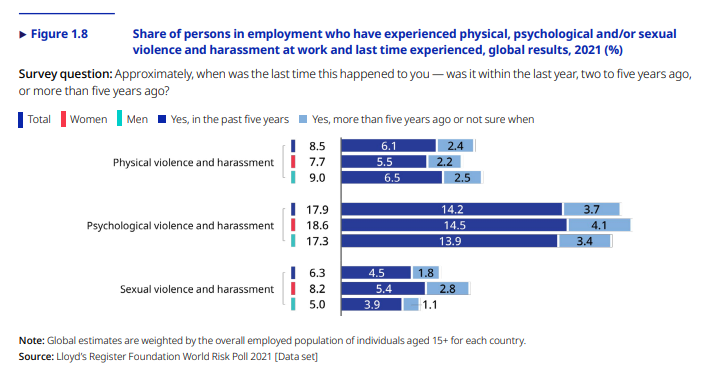 ▶ Figure 1.8
Share of persons in employment who have experienced physical, psychological and/or sexual
violence and harassment at work and last time experienced, global results, 2021 (%)
Survey question: Approximately, when was the last time this happened to you — was it within the last year, two to five years ago,
or more than five years ago?
Total Women Men Yes, in the past five years Yes, more than five years ago or not sure when
8.5 6.1 2.4
Physical violence and harassment 7.7 5.5 2.2
9.0 6.5 2.5
17.9 14.2 3.7
Psychological violence and harassment 18.6 14.5 4.1
17.3 13.9 3.4
6.3 4.5 1.8
Sexual violence and harassment 8.2 5.4 2.8
5.0 3.9 1.1
Note: Global estimates are weighted by the overall employed population of individuals aged 15+ for each country.
Source: Lloyd's Register Foundation World Risk Poll 2021 [Data set]